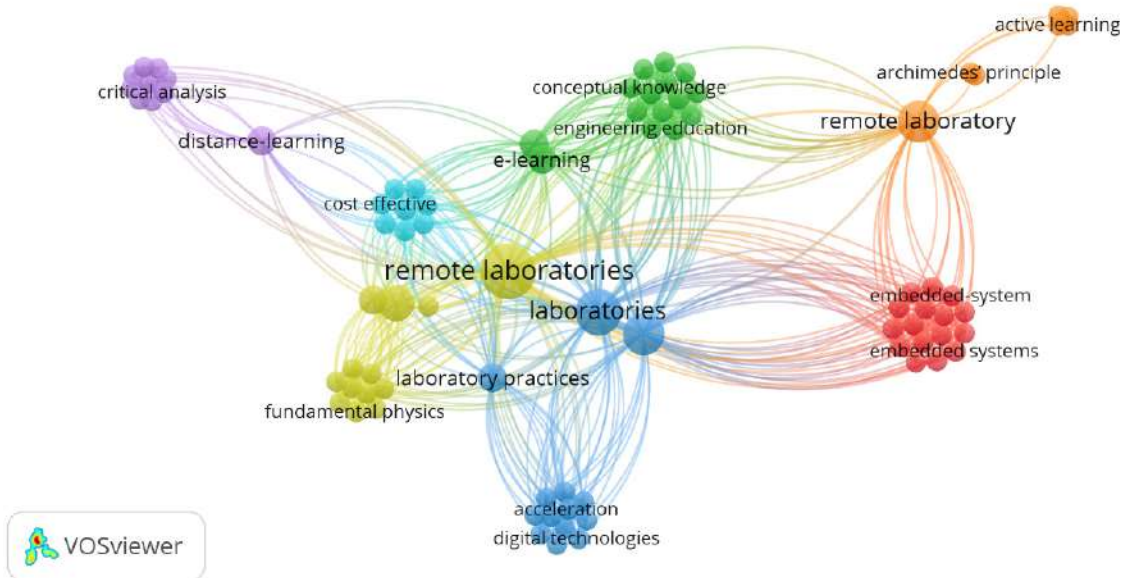 active learning
archimedes' principle
critical analysis
conceptual knowledge
remote laboratory
engineering education
distance-learning
e-learning
cost effective
remote laboratories
embedded-system
laboratories
embedded systems
laboratory practices
fundamental physics
acceleration
digital technologies
VOSviewer